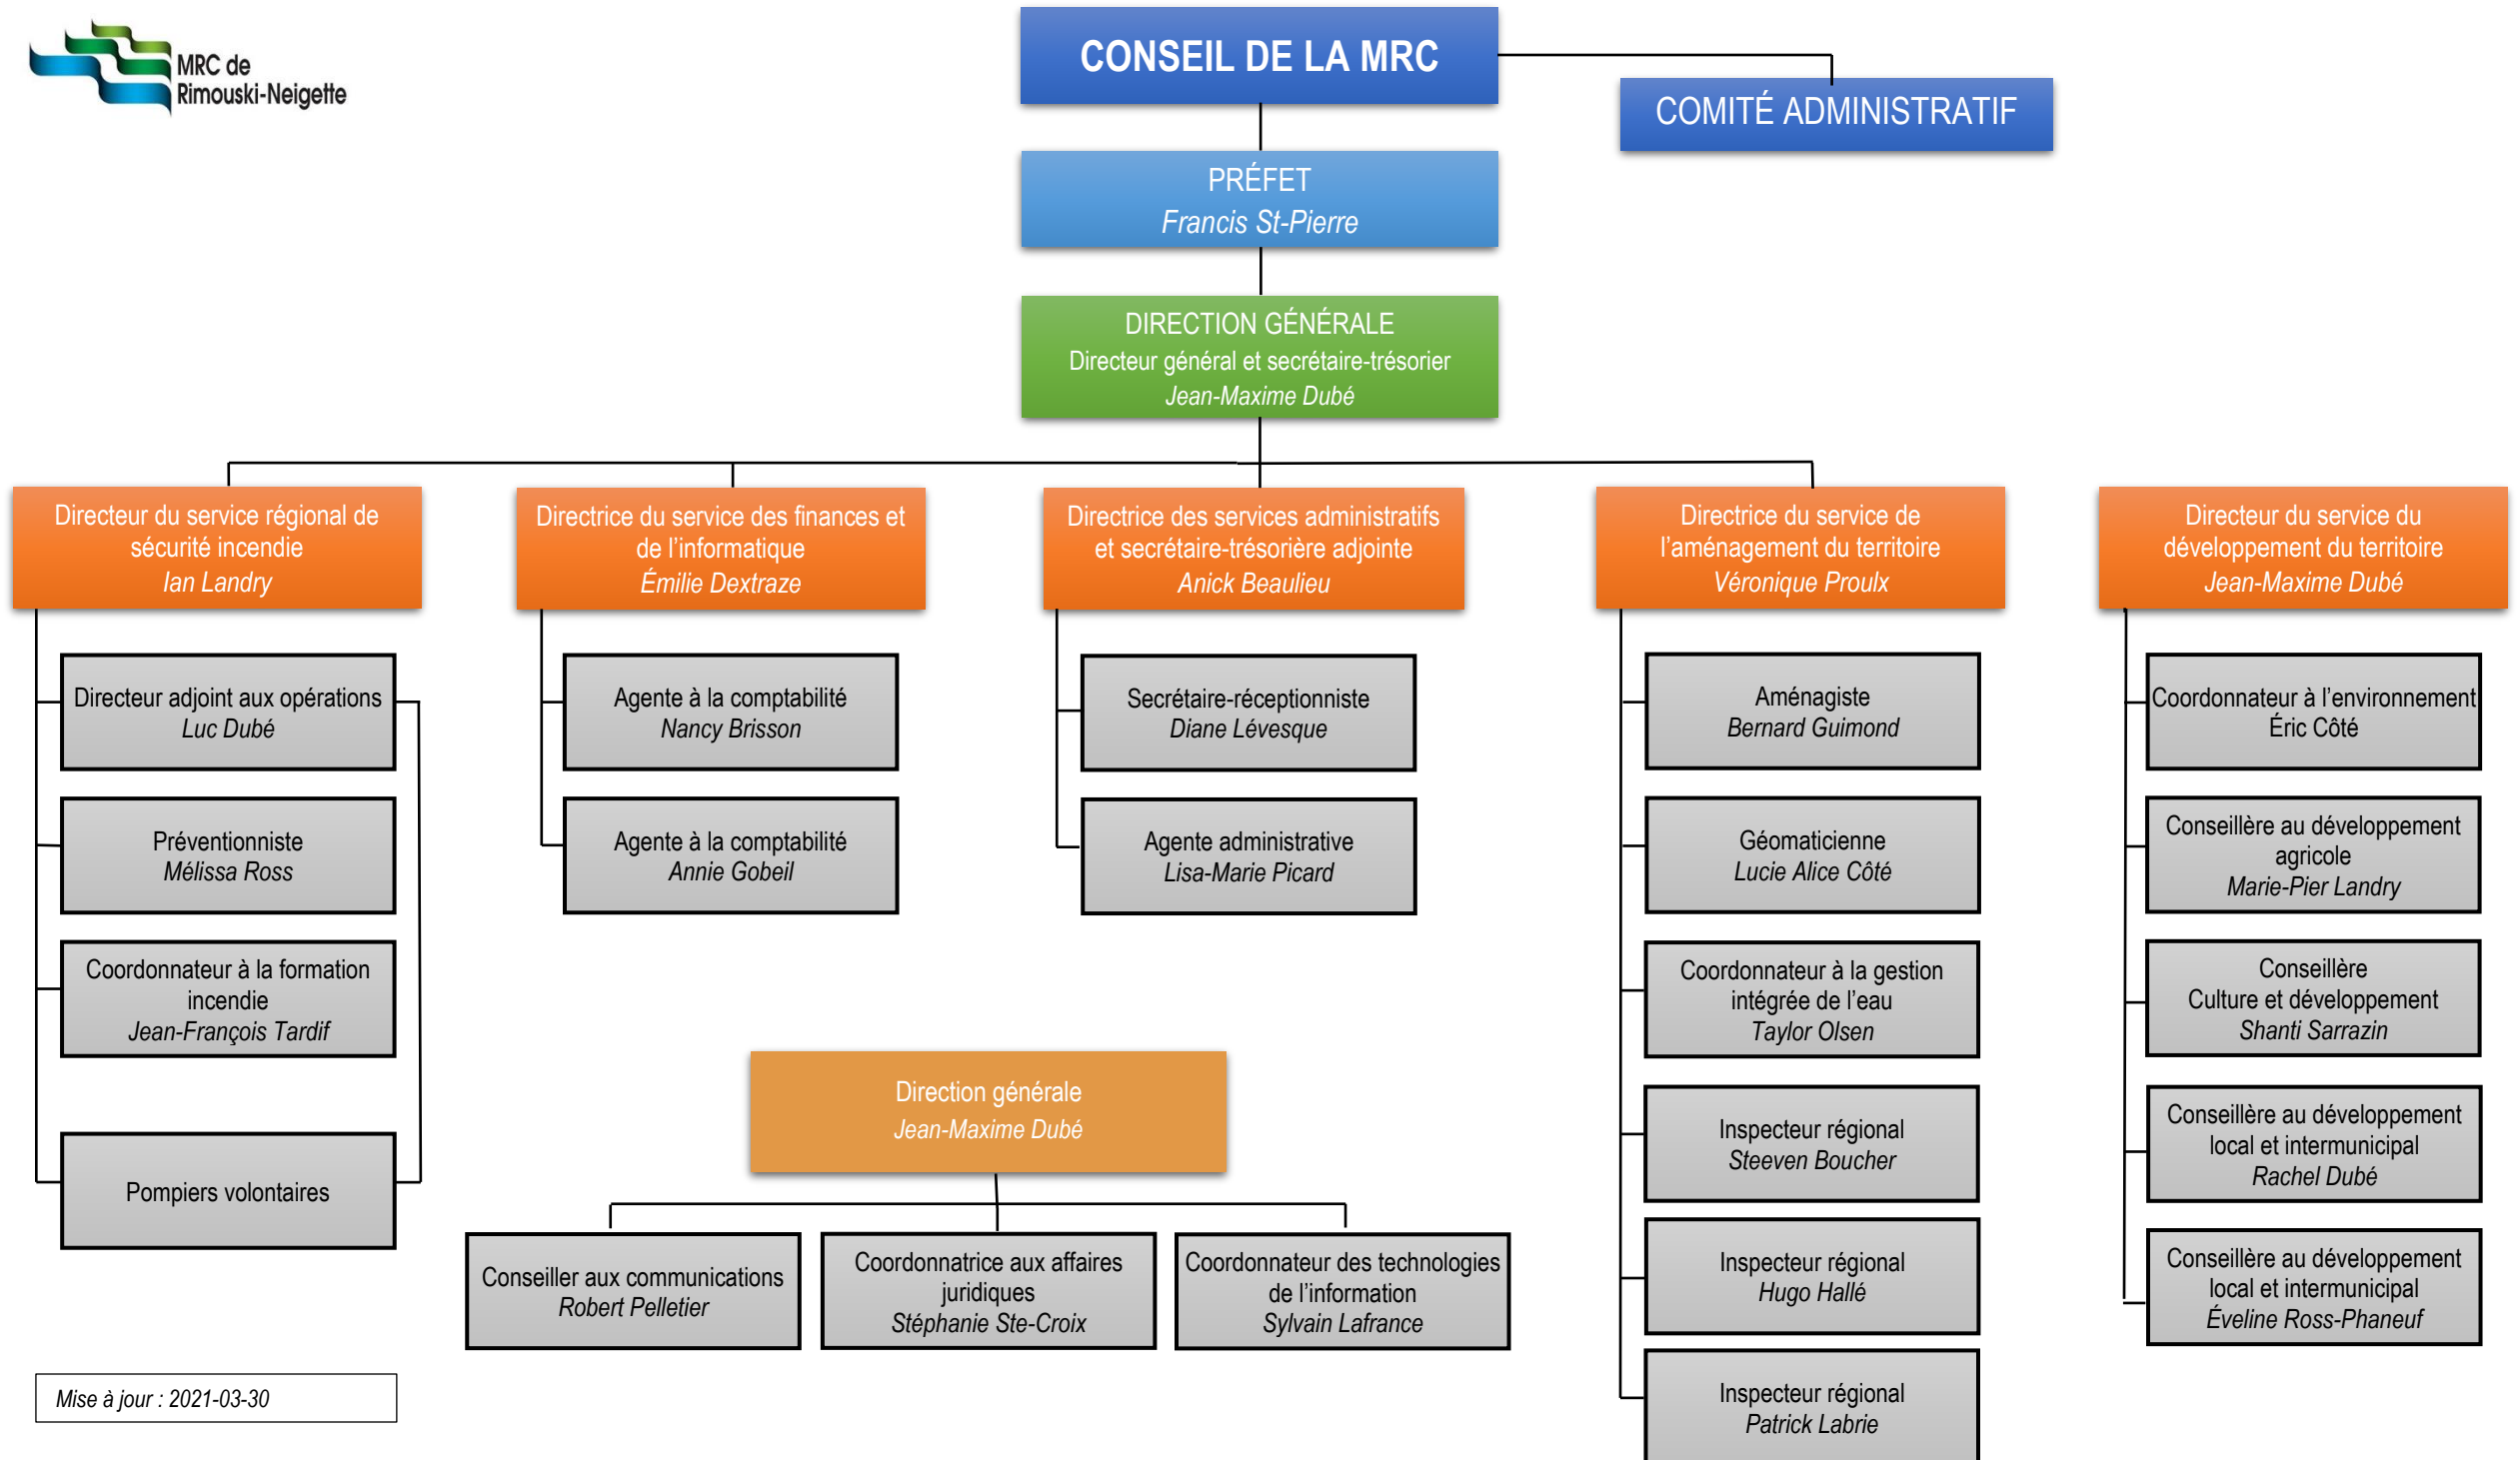 MRC de
Rimouski-Neigette
CONSEIL DE LA MRC
COMITÉ ADMINISTRATIF
PRÉFET
Francis St-Pierre
DIRECTION GÉNÉRALE
Directeur général et secrétaire-trésorier
Jean-Maxime Dubé
Directeur du service régional de
sécurité incendie
Ian Landry
Directeur adjoint aux opérations
Luc Dubé
Préventionniste
Mélissa Ross
Coordonnateur à la formation
incendie
Jean-François Tardif
Pompiers volontaires
Directrice du service des finances et
de l’informatique
Émilie Dextraze
Agente à la comptabilité
Nancy Brisson
Agente à la comptabilité
Annie Gobeil
Directrice des services administratifs
et secrétaire-trésorière adjointe
Anick Beaulieu
Secrétaire-réceptionniste
Diane Lévesque
Agente administrative
Lisa-Marie Picard
Directrice du service de
l’aménagement du territoire
Véronique Proulx
Aménagiste
Bernard Guimond
Géomaticienne
Lucie Alice Côté
Coordonnateur à la gestion
intégrée de l’eau
Taylor Olsen
Inspecteur régional
Steeven Boucher
Inspecteur régional
Hugo Hallé
Inspecteur régional
Patrick Labrie
Directeur du service du
développement du territoire
Jean-Maxime Dubé
Coordonnateur à l’environnement
Éric Côté
Conseillère au développement
agricole
Marie-Pier Landry
Conseillère
Culture et développement
Shanti Sarrazin
Conseillère au développement
local et intermunicipal
Rachel Dubé
Conseillère au développement
local et intermunicipal
Éveline Ross-Phaneuf
Direction générale
Jean-Maxime Dubé
Conseiller aux communications
Robert Pelletier
Coordonnatrice aux affaires
juridiques
Stéphanie Ste-Croix
Coordonnateur des technologies
de l’information
Sylvain Lafrance
Mise à jour : 2021-03-30